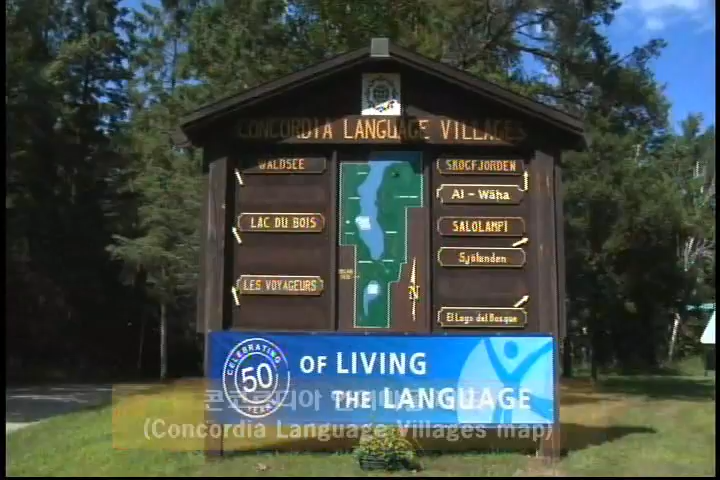 CONCORDIA LANGUAGE VILLAGES
WALDSEE
LAC DU BOIS
LES VOYAGEURS
N
SKOGFJORDEN
Al - Wāha
SALOLAMPI
Sjölunden
El Lago del Bosque
CELEBRATING
50
YEARS
OF LIVING
THE LANGUAGE
(Concordia Language Villages map)